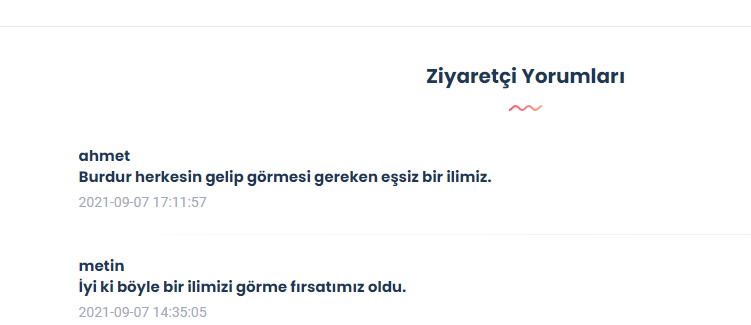 Ziyaretçi Yorumları
ahmet
Burdur herkesin gelip görmesi gereken eşsiz bir ilimiz.
2021-09-07 17:11:57
metin
İyi ki böyle bir ilimizi görme fırsatımız oldu.
2021-09-07 14:35:05